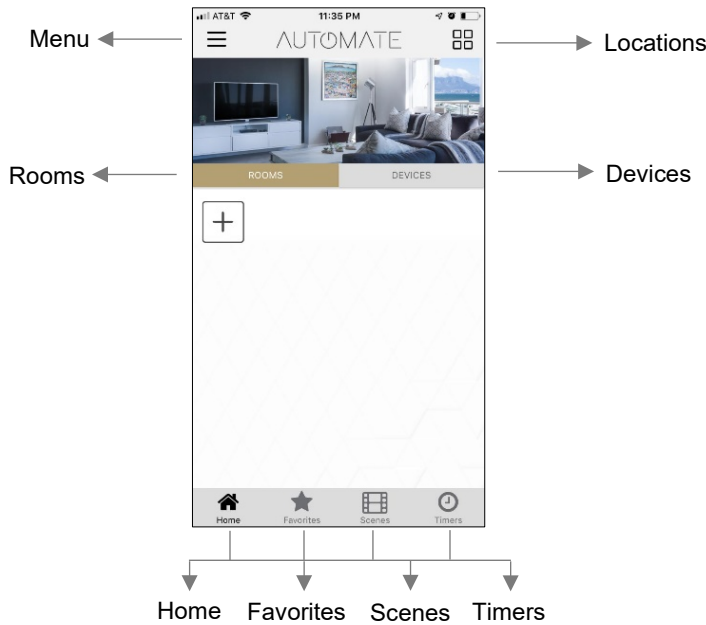 AT&T 11:35 PM
Menu
AUTOMATE
Locations
Rooms
ROOMS
DEVICES
Devices
Home Favorites Scenes Timers
Home Favorites Scenes Timers